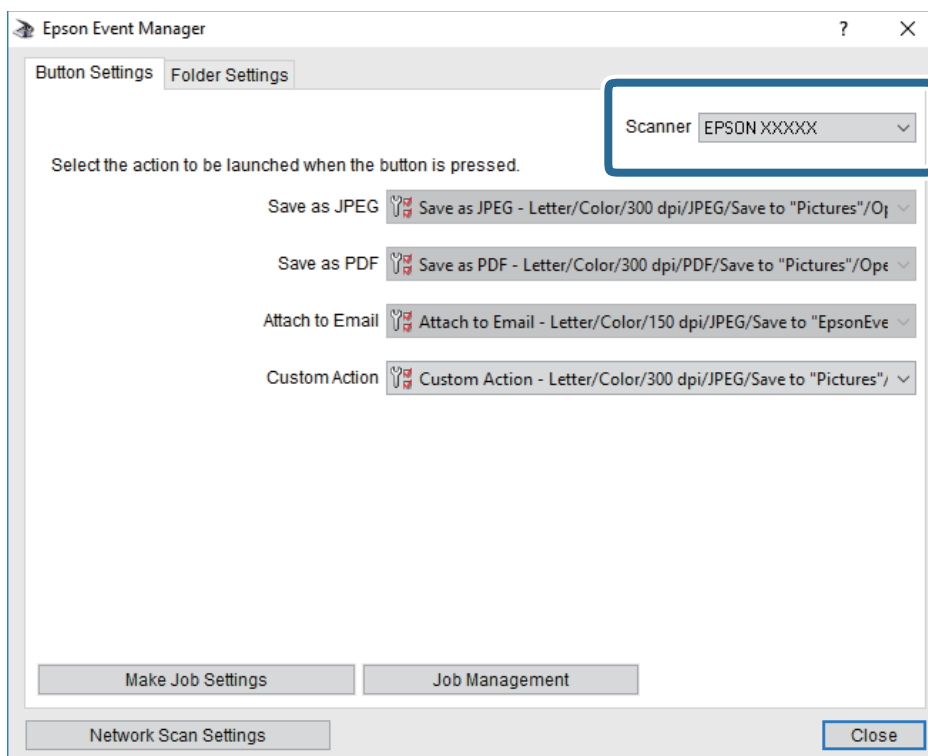 Epson Event Manager
Button Settings Folder Settings
Scanner EPSON XXXXX
Select the action to be launched when the button is pressed.
Save as JPEG Save as JPEG - Letter/Color/300 dpi/JPEG/Save to "Pictures"/Op
Save as PDF Save as PDF - Letter/Color/300 dpi/PDF/Save to "Pictures"/Ope
Attach to Email Attach to Email - Letter/Color/150 dpi/JPEG/Save to "EpsonEve
Custom Action Custom Action - Letter/Color/300 dpi/JPEG/Save to "Pictures"/
Make Job Settings Job Management
Network Scan Settings Close